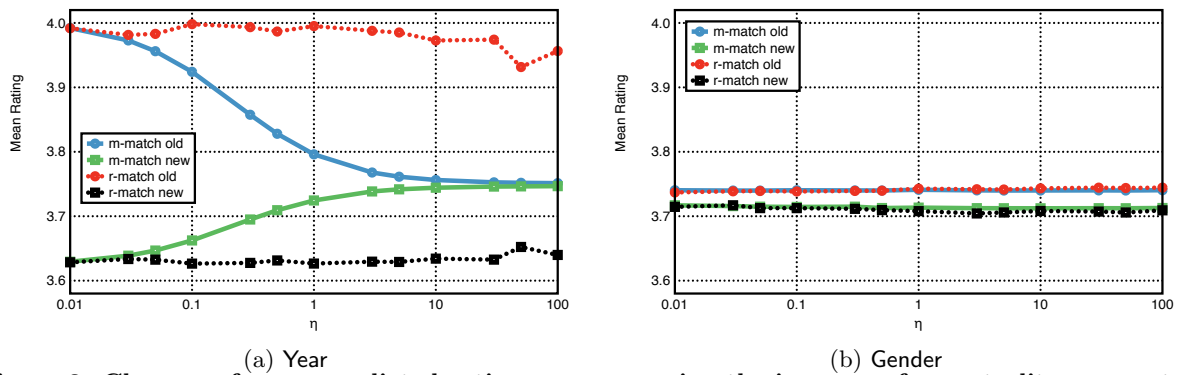 4.0
3.9
3.8
3.7
3.6
Mean Rating
m-match old
m-match new
r-match old
r-match new
0.01 0.1 1 10 100
η
(a) Year
4.0
3.9
3.8
3.7
3.6
Mean Rating
m-match old
m-match new
r-match old
r-match new
0.01 0.1 1 10 100
η
(b) Gender